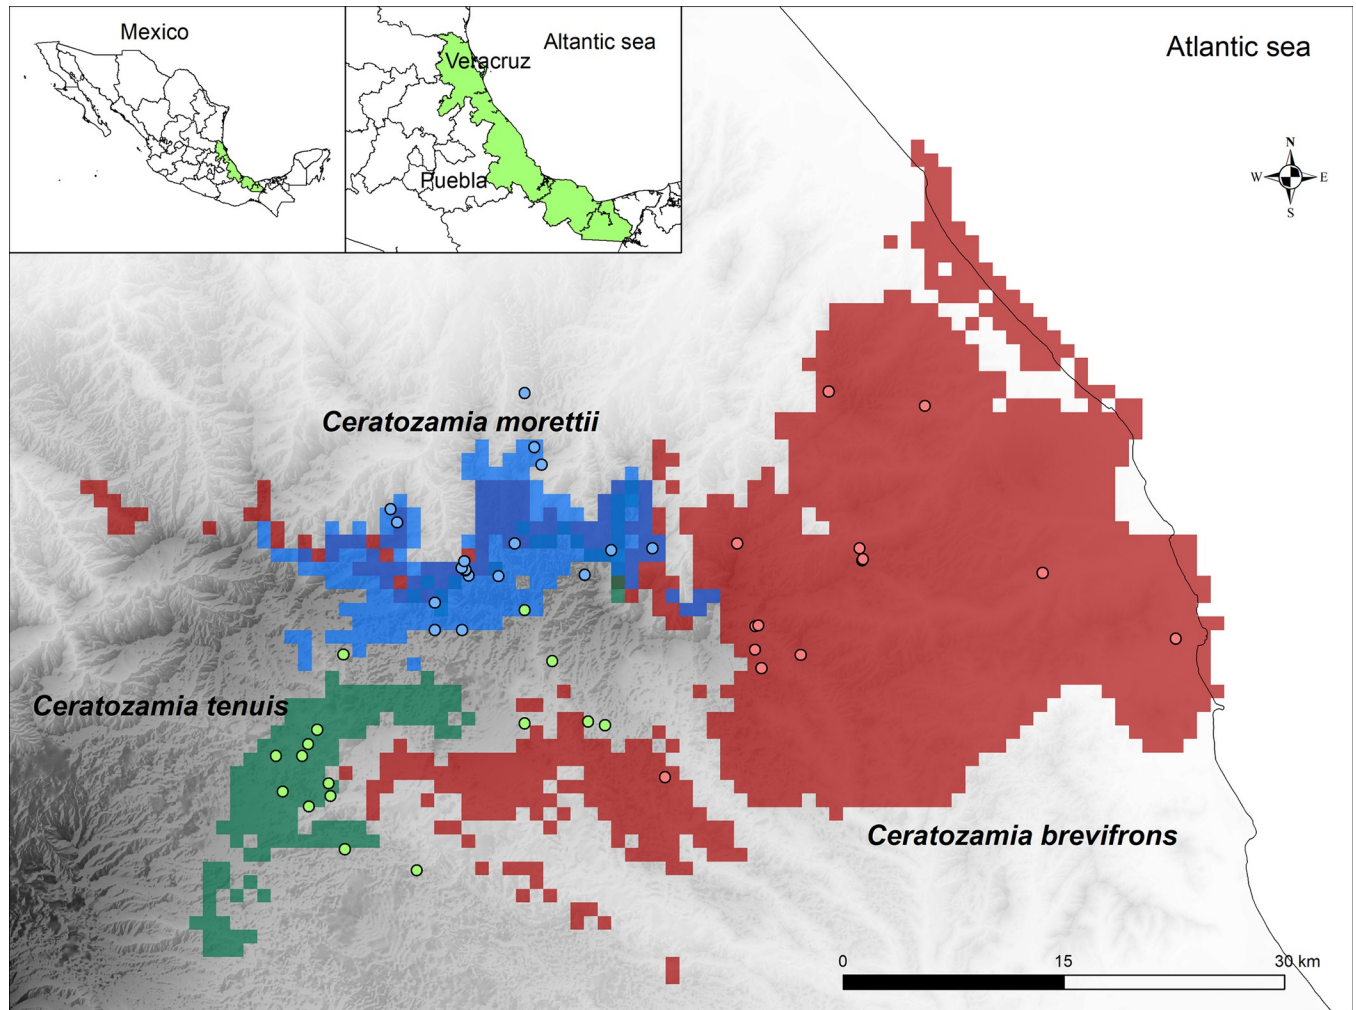 Mexico
Altantic sea
Veracruz
Puebla
Atlantic sea
N
W E
S
Ceratozamia morettii
Ceratozamia tenuis
Ceratozamia brevifrons
0 15 30 km